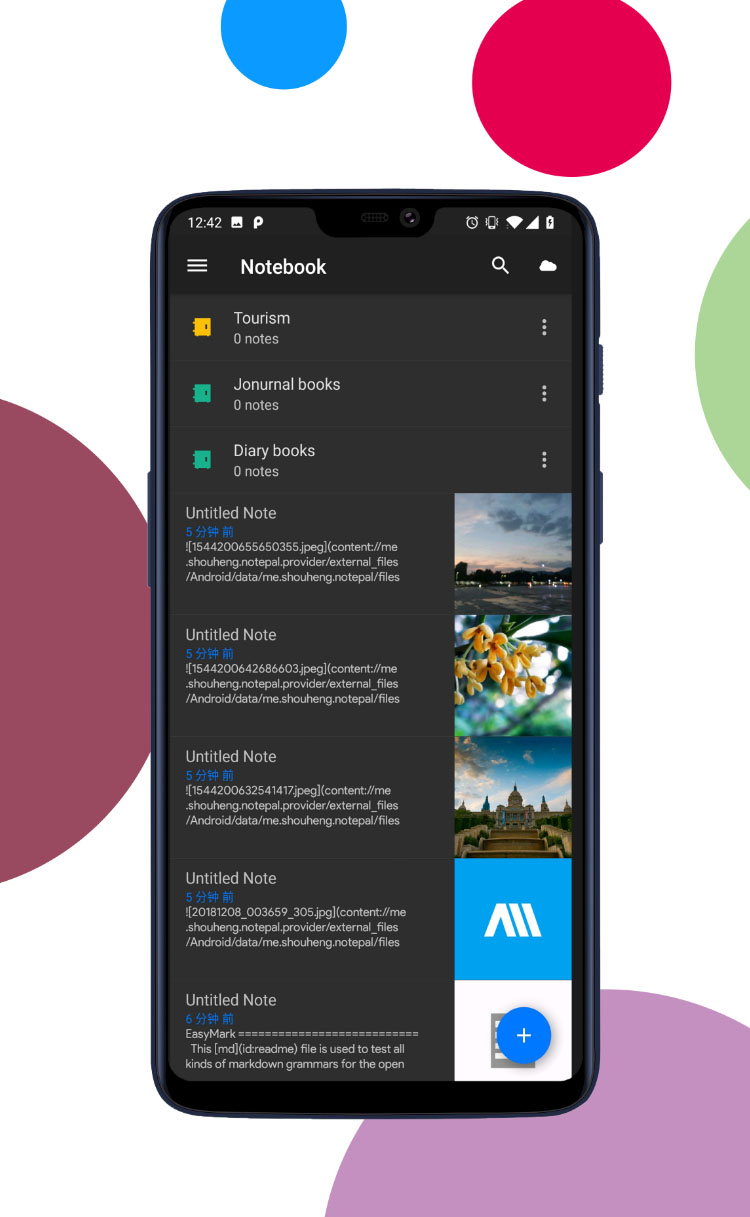 12:42
Notebook
Tourism
0 notes
Jonurnal books
0 notes
Diary books
0 notes
Untitled Note
5 分钟 前
![1544200655650355.jpeg](content://me
.shouheng.notepal.provider/external_files
/Android/data/me.shouheng.notepal/files
Untitled Note
5 分钟 前
![1544200642686603.jpeg](content://me
.shouheng.notepal.provider/external_files
/Android/data/me.shouheng.notepal/files
Untitled Note
5 分钟 前
![1544200632541417.jpeg](content://me
.shouheng.notepal.provider/external_files
/Android/data/me.shouheng.notepal/files
Untitled Note
5 分钟 前
![20181208_003659_305.jpg](content://me
.shouheng.notepal.provider/external_files
/Android/data/me.shouheng.notepal/files
Untitled Note
6 分钟 前
EasyMark ===========================
This [md](id:readme) file is used to test all
kinds of markdown grammars for the open